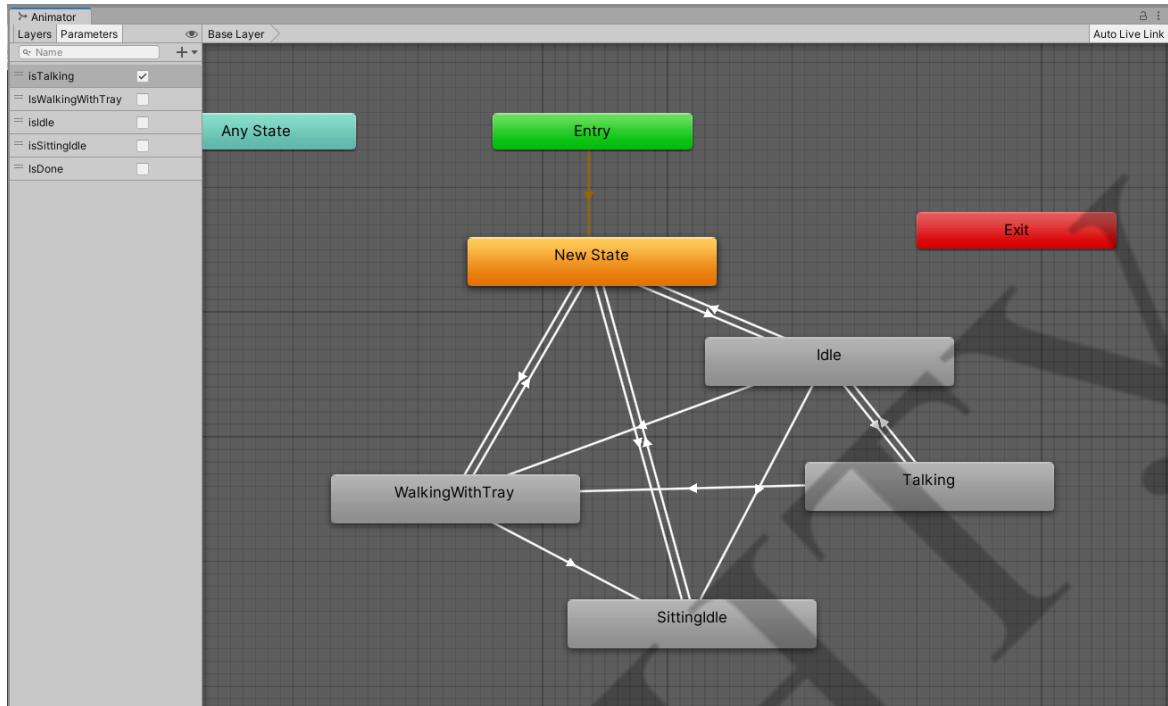 Animator
Layers Parameters Base Layer Auto Live Link
Name
isTalking
IsWalkingWithTray
isIdle
isSittingIdle
IsDone
Any State
Entry
Exit
New State
Idle
Talking
WalkingWithTray
SittingIdle